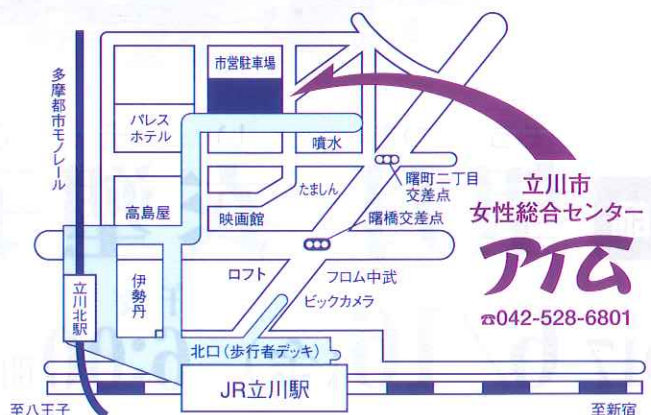 市営駐車場
多摩都市モノレール
パレス
ホテル
噴水
曙町二丁目
交差点
立川市
女性総合センター
アイム
☎042-528-6801
たましん
高島屋
映画館
曙橋交差点
ロフト
フロム中武
ビックカメラ
伊勢丹
立川北駅
北口(歩行者デッキ)
JR立川駅
至八王子
至新宿